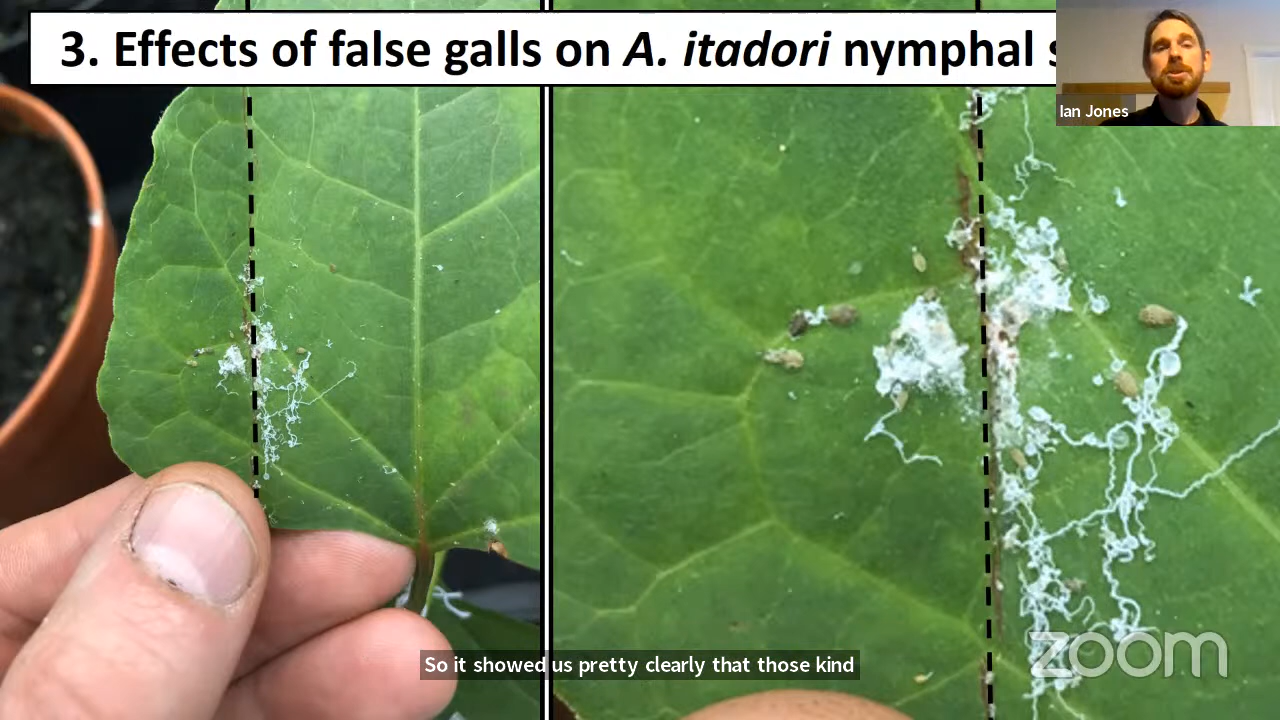 3. Effects of false galls on A. itadori nymphal
Ian Jones
So it showed us pretty clearly that those kind
zoom